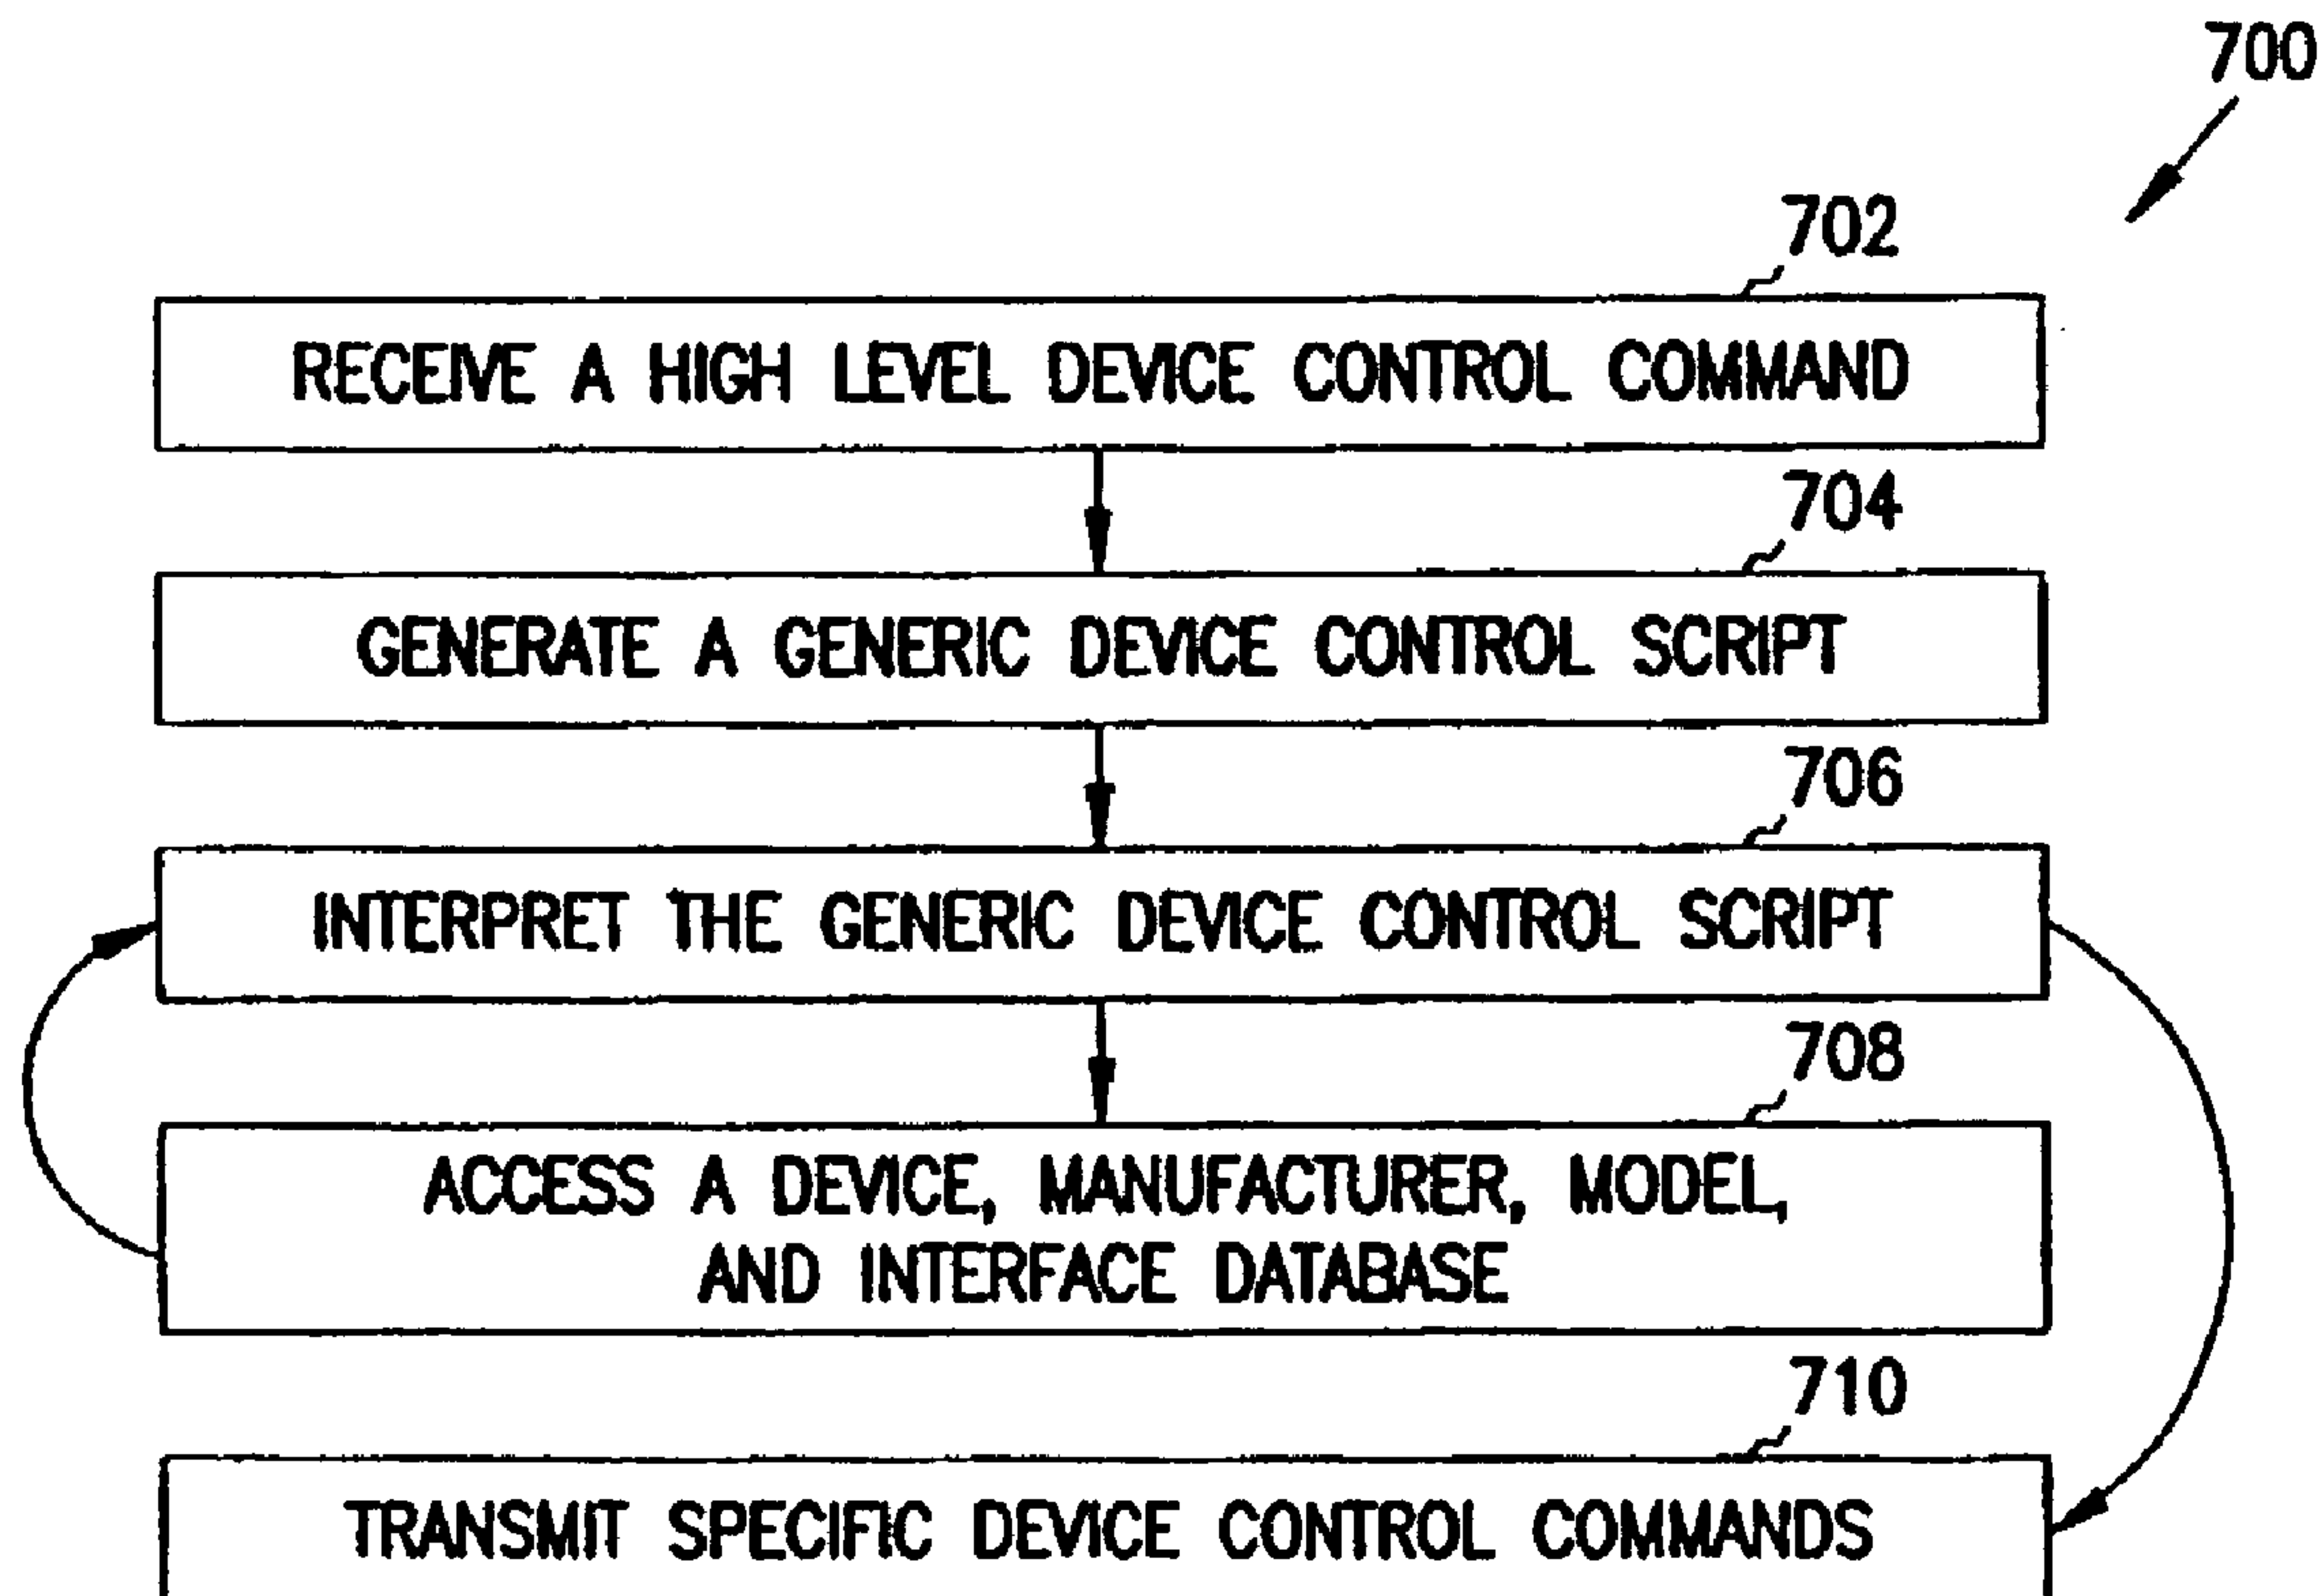 700
702
RECEIVE A HIGH LEVEL DEVICE CONTROL COMMAND
704
GENERATE A GENERIC DEVICE CONTROL SCRIPT
706
INTERPRET THE GENERIC DEVICE CONTROL SCRIPT
708
ACCESS A DEVICE, MANUFACTURER, MODEL,
AND INTERFACE DATABASE
710
TRANSMIT SPECIFIC DEVICE CONTROL COMMANDS